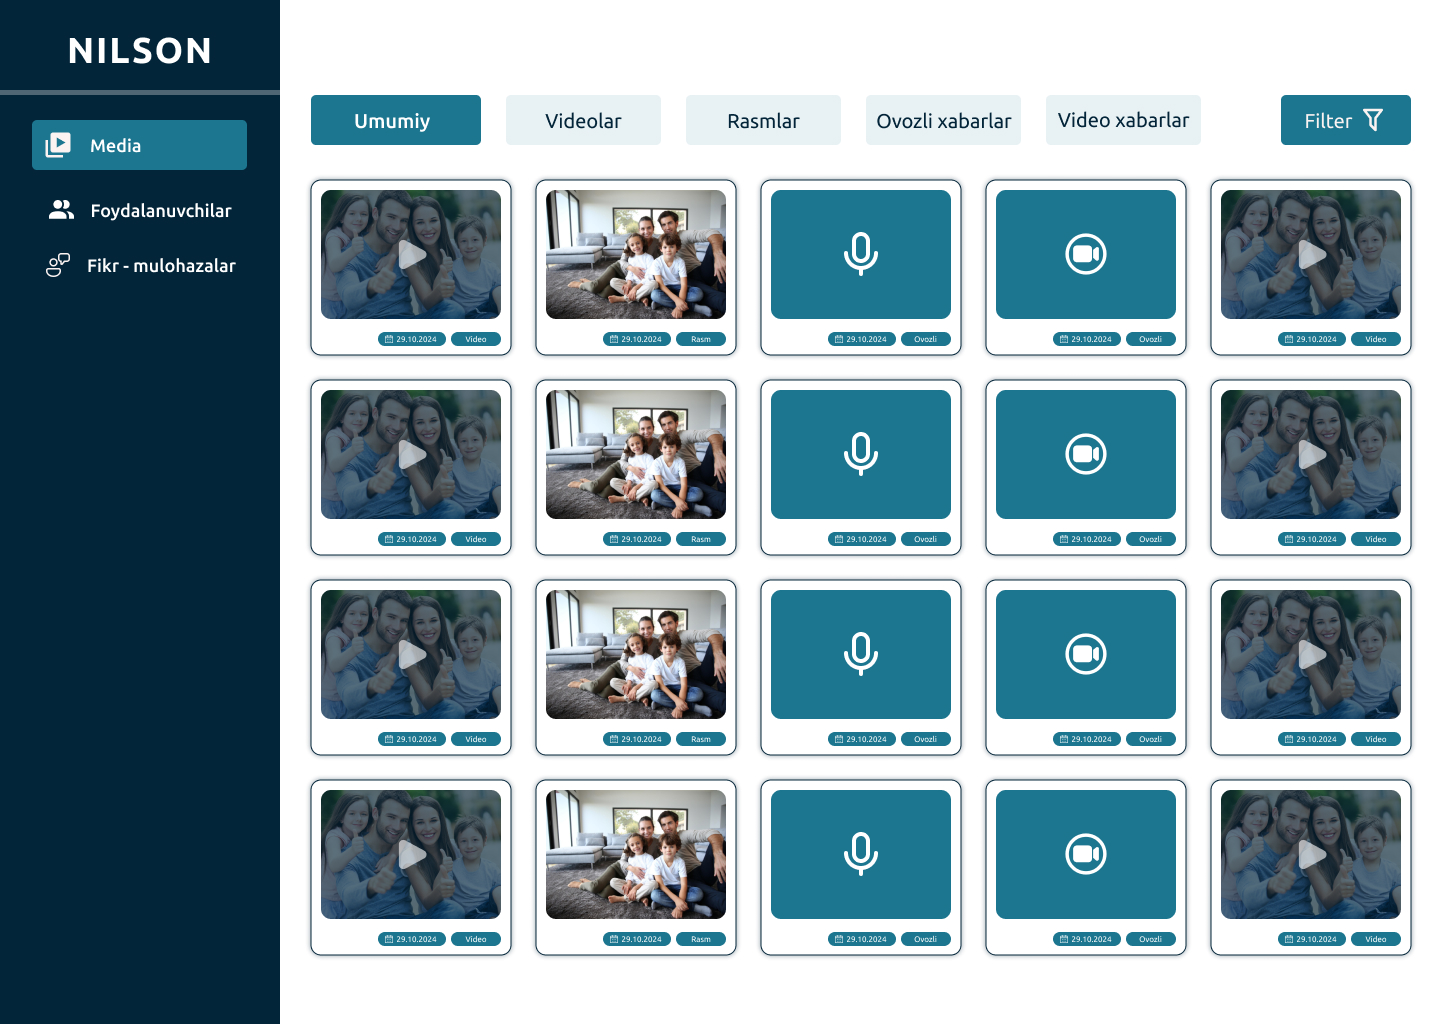 NILSON
Media
Foydalanuvchilar
Fikr - mulohazalar
Umumiy Videolar Rasmlar Ovozli xabarlar Video xabarlar Filter
29.10.2024 Video 29.10.2024 Rasm 29.10.2024 Ovozli 29.10.2024 Ovozli 29.10.2024 Video
29.10.2024 Video 29.10.2024 Rasm 29.10.2024 Ovozli 29.10.2024 Ovozli 29.10.2024 Video
29.10.2024 Video 29.10.2024 Rasm 29.10.2024 Ovozli 29.10.2024 Ovozli 29.10.2024 Video
29.10.2024 Video 29.10.2024 Rasm 29.10.2024 Ovozli 29.10.2024 Ovozli 29.10.2024 Video